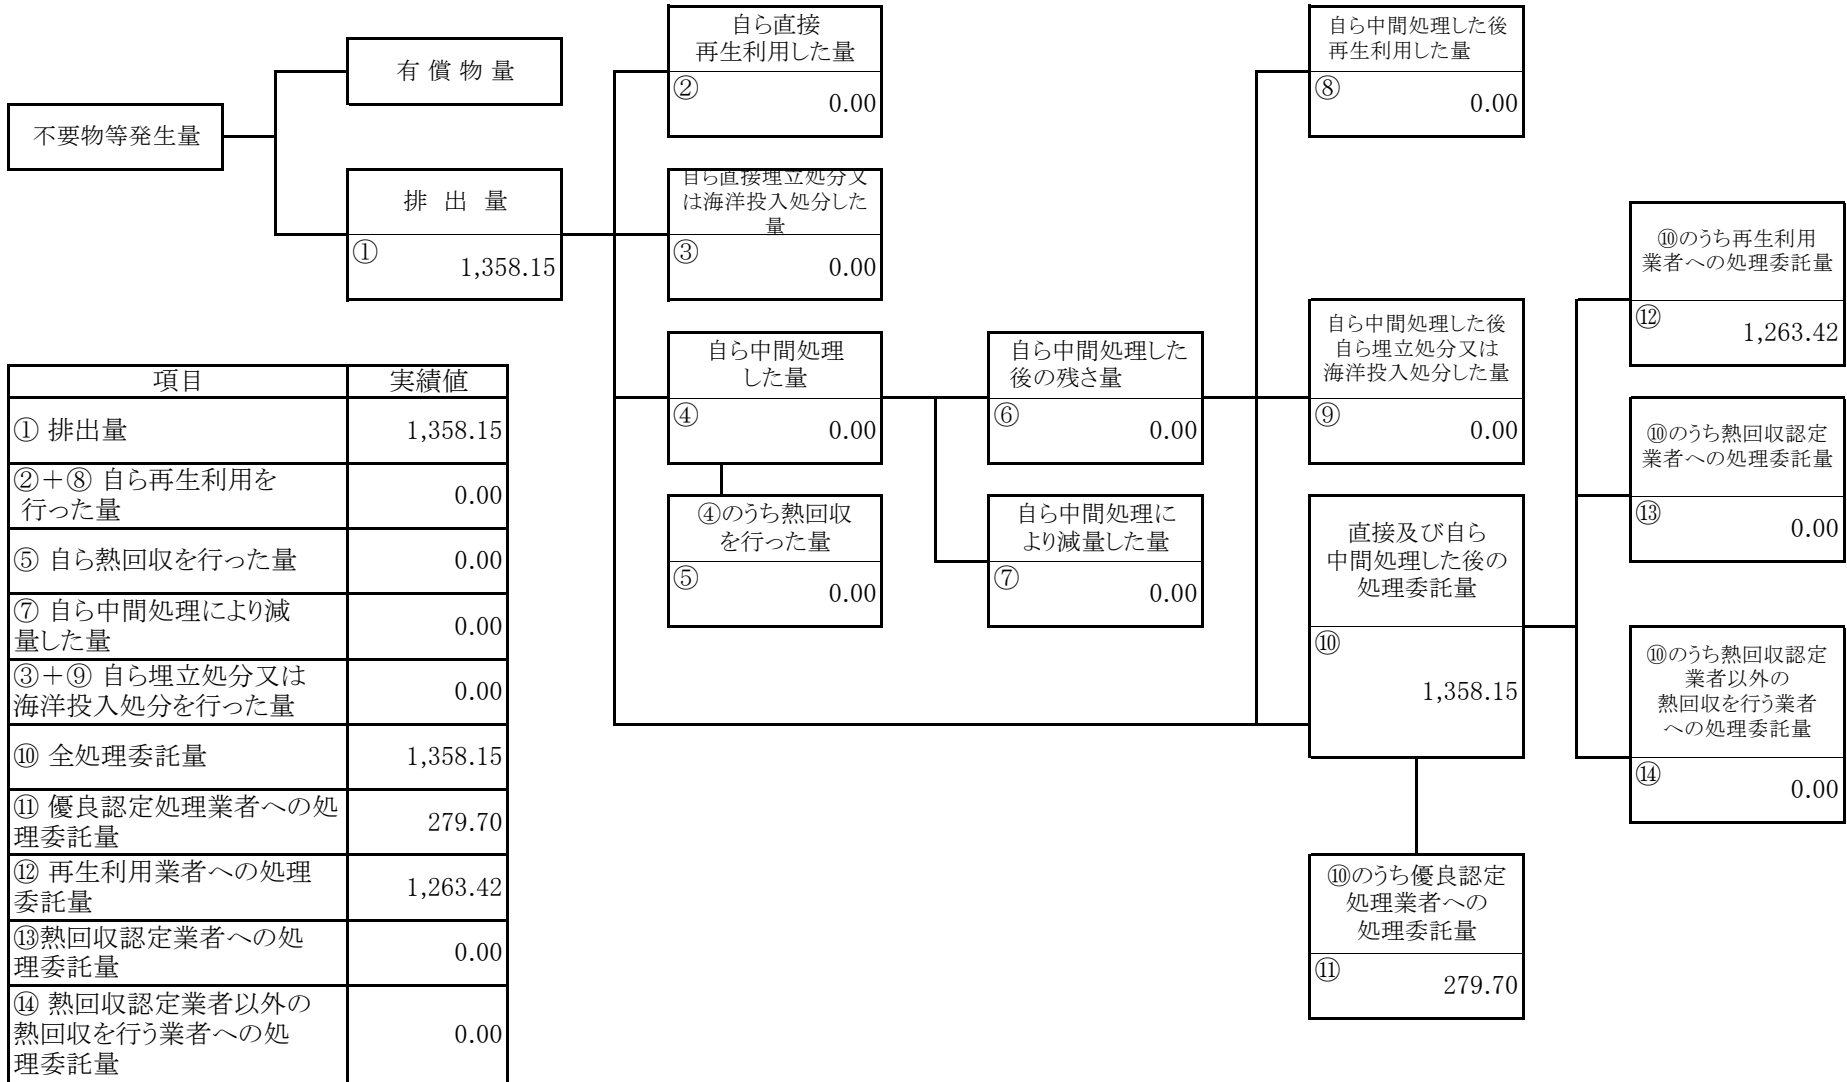 不要物等発生量
有 償 物 量
排 出 量
①
1,358.15
自ら直接
再生利用した量
②
0.00
自ら直接埋立処分又
は海洋投入処分した
量
③
0.00
自ら中間処理
した量
④
0.00
④のうち熱回収
を行った量
⑤
0.00
自ら中間処理した
後の残さ量
⑥
0.00
自ら中間処理に
より減量した量
⑦
0.00
自ら中間処理した後
再生利用した量
⑧
0.00
自ら中間処理した後
自ら埋立処分又は
海洋投入処分した量
⑨
0.00
直接及び自ら
中間処理した後の
処理委託量
⑩
1,358.15
⑩のうち優良認定
処理業者への
処理委託量
⑪
279.70
⑩のうち再生利用
業者への処理委託量
⑫
1,263.42
⑩のうち熱回収認定
業者への処理委託量
⑬
0.00
⑩のうち熱回収認定
業者以外の
熱回収を行う業者
への処理委託量
⑭
0.00
項目 実績値
① 排出量 1,358.15
②＋⑧ 自ら再生利用を
行った量
0.00
⑤ 自ら熱回収を行った量 0.00
⑦ 自ら中間処理により減
量した量
0.00
③＋⑨ 自ら埋立処分又は
海洋投入処分を行った量
0.00
⑩ 全処理委託量 1,358.15
⑪ 優良認定処理業者への処
理委託量
279.70
⑫ 再生利用業者への処理
委託量
1,263.42
⑬熱回収認定業者への処
理委託量
0.00
⑭ 熱回収認定業者以外の
熱回収を行う業者への処
理委託量
0.00